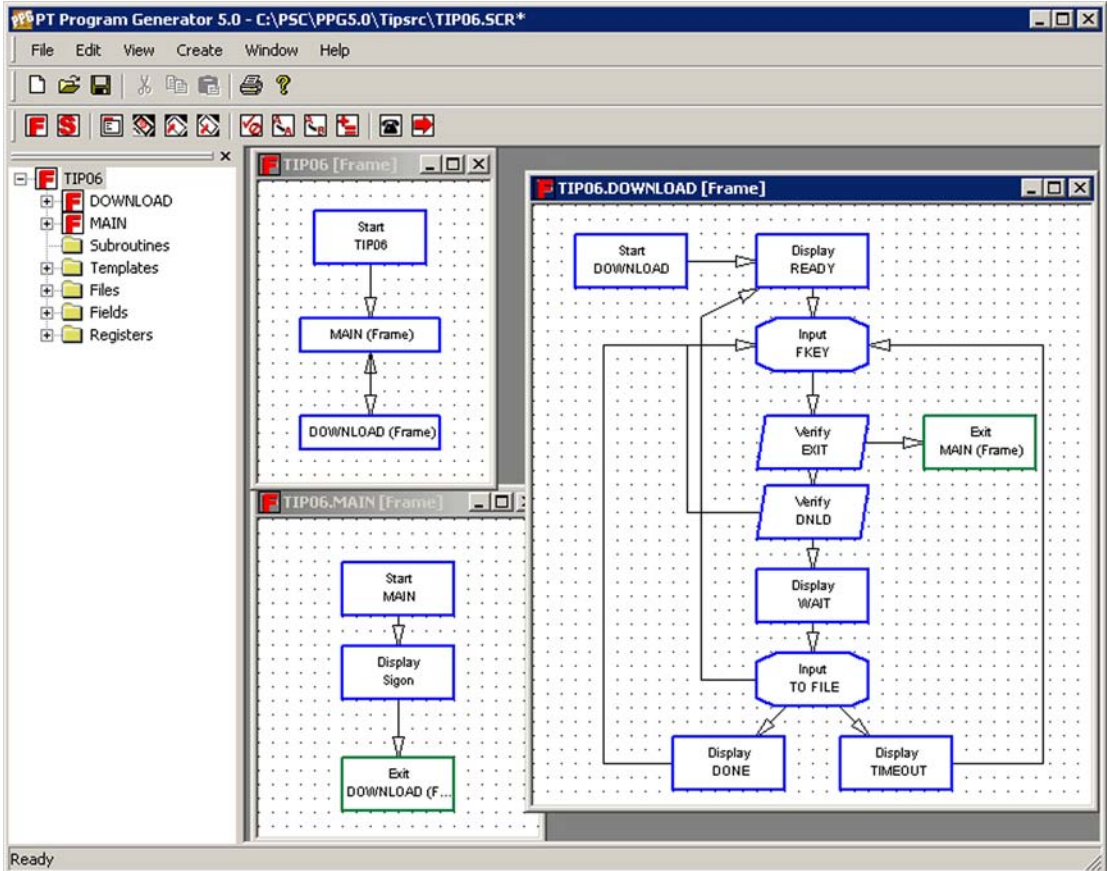 PPG PT Program Generator 5.0 - C:\PSC\PPG5.0\Tipsrc\TIP06.SCR*
File Edit View Create Window Help
F S
TIP06
DOWNLOAD
MAIN
Subroutines
Templates
Files
Fields
Registers
TIP06 [Frame]
Start
TIP06
MAIN (Frame)
DOWNLOAD (Frame)
TIP06.MAIN [Frame]
Start
MAIN
Display
Sigon
Exit
DOWNLOAD (F...
TIP06.DOWNLOAD [Frame]
Start
DOWNLOAD
Display
READY
Input
FKEY
Verify
EXIT
Exit
MAIN (Frame)
Verify
DNLD
Display
WAIT
Input
TO FILE
Display
DONE
Display
TIMEOUT
Ready